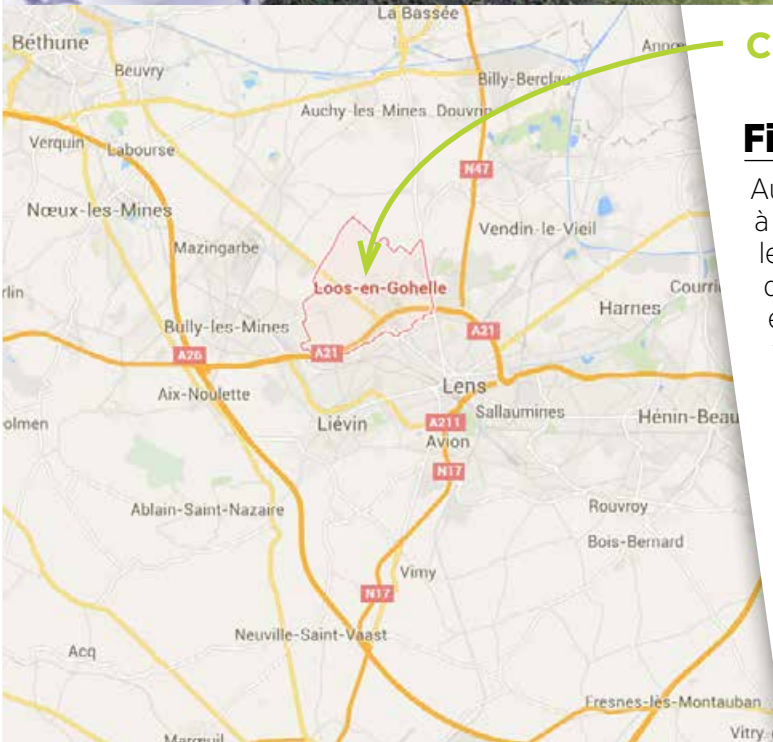 La Bassée
Béthune
Beuvry
Billy-Berclau
Auchy-les-Mines
Douvrin
Verquin
Labourse
N47
Nœux-les-Mines
Vendin-le-Vieil
Mazingarbe
Loos-en-Gohelle
Harnes
Bully-les-Mines
A21
A26
A21
Aix-Noulette
Lens
Liévin
A211
Sallaumines
Avion
N17
Ablain-Saint-Nazaire
Rouvroy
Bois-Bernard
Vimy
N17
Neuville-Saint-Vaast
Acq
Fresnes-lès-Montauban
Vitry
C
Fi
Au
à
le